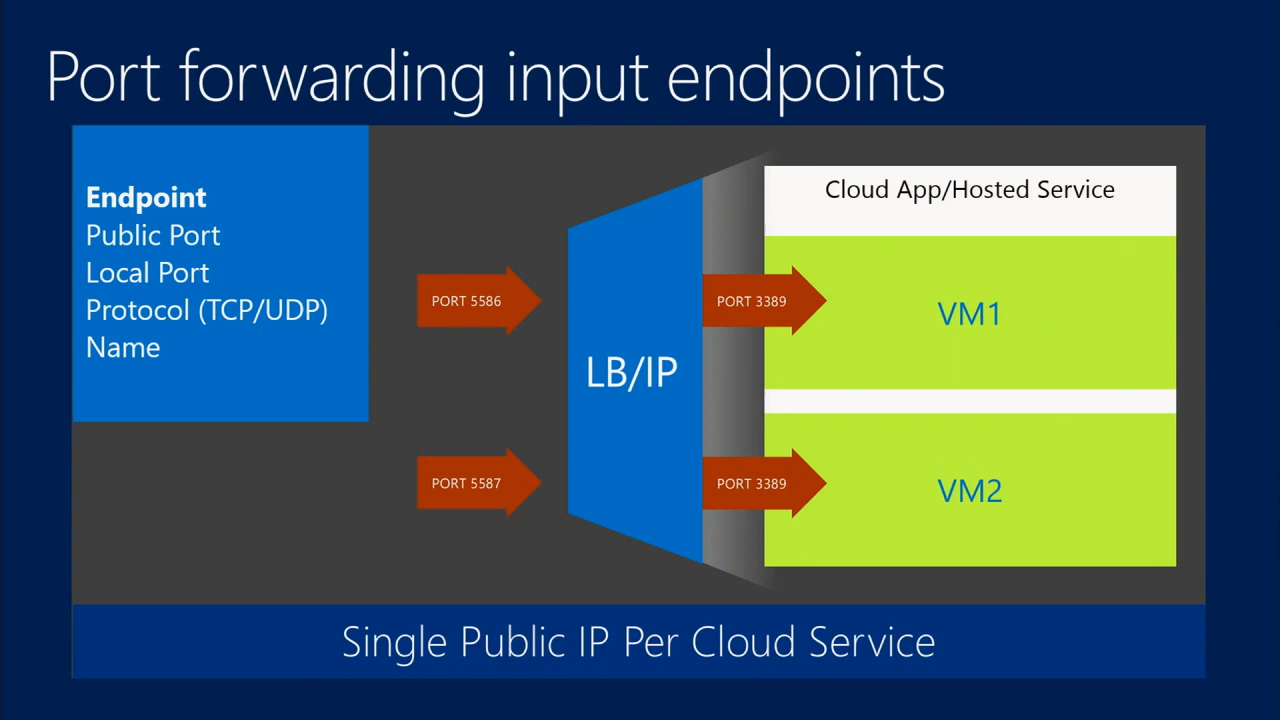 Port forwarding input endpoints
Endpoint
Public Port
Local Port
Protocol (TCP/UDP)
Name
Cloud App/Hosted Service
PORT 5586
PORT 3389
VM1
LB/IP
PORT 5587
PORT 3389
VM2
Single Public IP Per Cloud Service